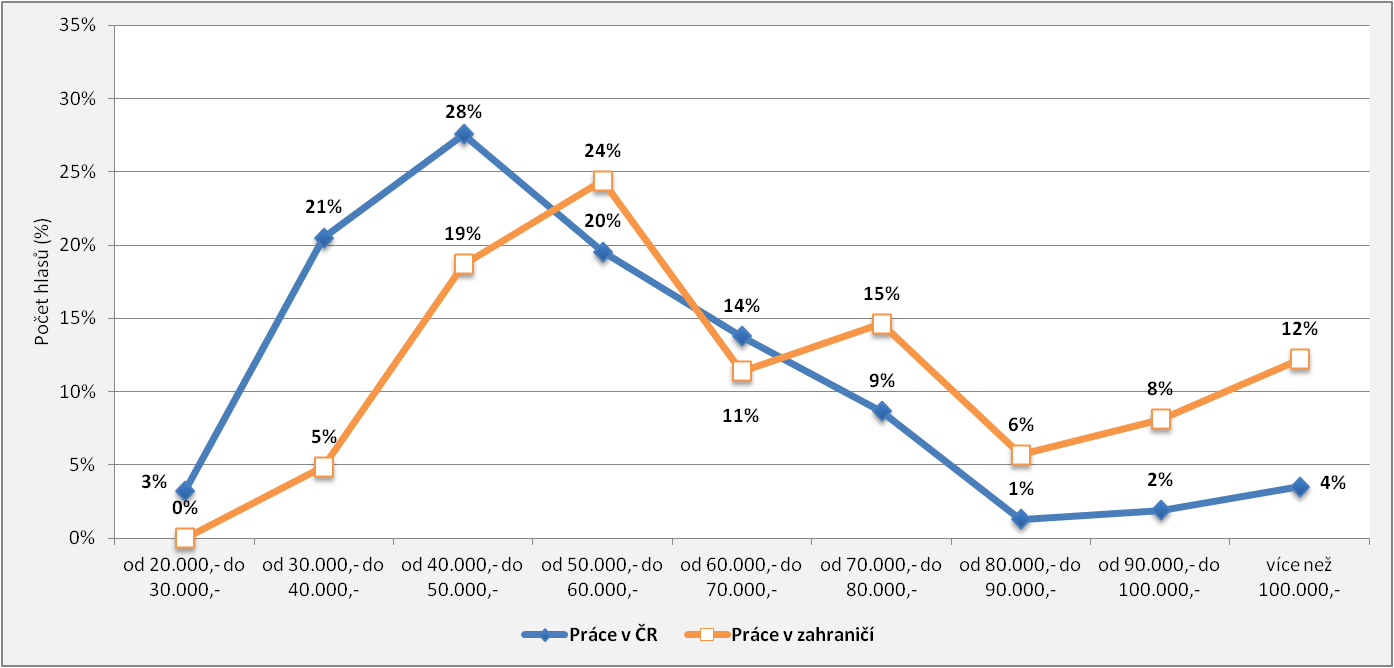 35%
30%
25%
20%
15%
10%
5%
0%
Počet hlasů (%)
3%
21%
28%
20%
14%
9%
1%
2%
4%
0%
5%
19%
24%
11%
15%
6%
8%
12%
od 20.000,- do
30.000,-
od 30.000,- do
40.000,-
od 40.000,- do
50.000,-
od 50.000,- do
60.000,-
od 60.000,- do
70.000,-
od 70.000,- do
80.000,-
od 80.000,- do
90.000,-
od 90.000,- do
100.000,-
více než
100.000,-
Práce v ČR
Práce v zahraničí